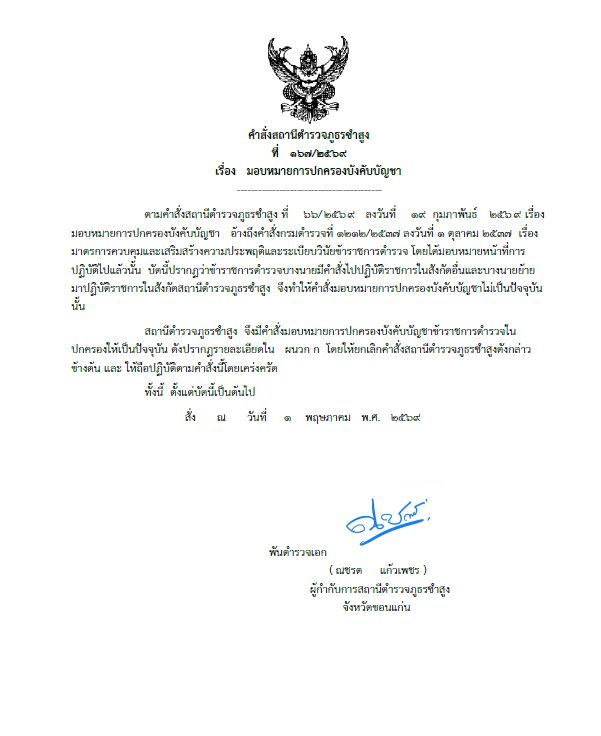 คำสั่งสถานีตำรวจภูธรซำสูง
ที่ ๑๖๗/๒๕๖๙
เรื่อง มอบหมายการปกครองบังคับบัญชา
ตามคำสั่งสถานีตำรวจภูธรซำสูง ที่ ๖๖/๒๕๖๙ ลงวันที่ ๑๙ กุมภาพันธ์ ๒๕๖๙ เรื่อง
มอบหมายการปกครองบังคับบัญชา อ้างถึงคำสั่งกรมตำรวจที่ ๑๒๑๒/๒๕๓๗ ลงวันที่ ๑ ตุลาคม ๒๕๓๗ เรื่อง
มาตรการควบคุมและเสริมสร้างความประพฤติและระเบียบวินัยข้าราชการตำรวจ โดยได้มอบหมายหน้าที่การ
ปฏิบัติไปแล้วนั้น บัดนี้ปรากฏว่าข้าราชการตำรวจบางนายมีคำสั่งไปปฏิบัติราชการในสังกัดอื่นและบางนายย้าย
มาปฏิบัติราชการในสังกัดสถานีตำรวจภูธรซำสูง จึงทำให้คำสั่งมอบหมายการปกครองบังคับบัญชาไม่เป็นปัจจุบัน
นั้น
สถานีตำรวจภูธรซำสูง จึงมีคำสั่งมอบหมายการปกครองบังคับบัญชาข้าราชการตำรวจใน
ปกครองให้เป็นปัจจุบัน ดังปรากฏรายละเอียดใน ผนวก ก โดยให้ยกเลิกคำสั่งสถานีตำรวจภูธรซำสูงดังกล่าว
ข้างต้น และ ให้ถือปฏิบัติตามคำสั่งนี้โดยเคร่งครัด
ทั้งนี้ ตั้งแต่บัดนี้เป็นต้นไป
สั่ง ณ วันที่ ๑ พฤษภาคม พ.ศ. ๒๕๖๙
พันตำรวจเอก
( ณชรต แก้วเพชร )
ผู้กำกับการสถานีตำรวจภูธรซำสูง
จังหวัดขอนแก่น